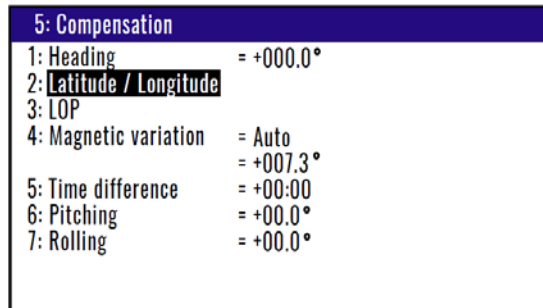 5: Compensation
1: Heading = +000.0°
2: Latitude / Longitude
3: LOP
4: Magnetic variation = Auto
= +007.3°
5: Time difference = +00:00
6: Pitching = +00.0°
7: Rolling = +00.0°